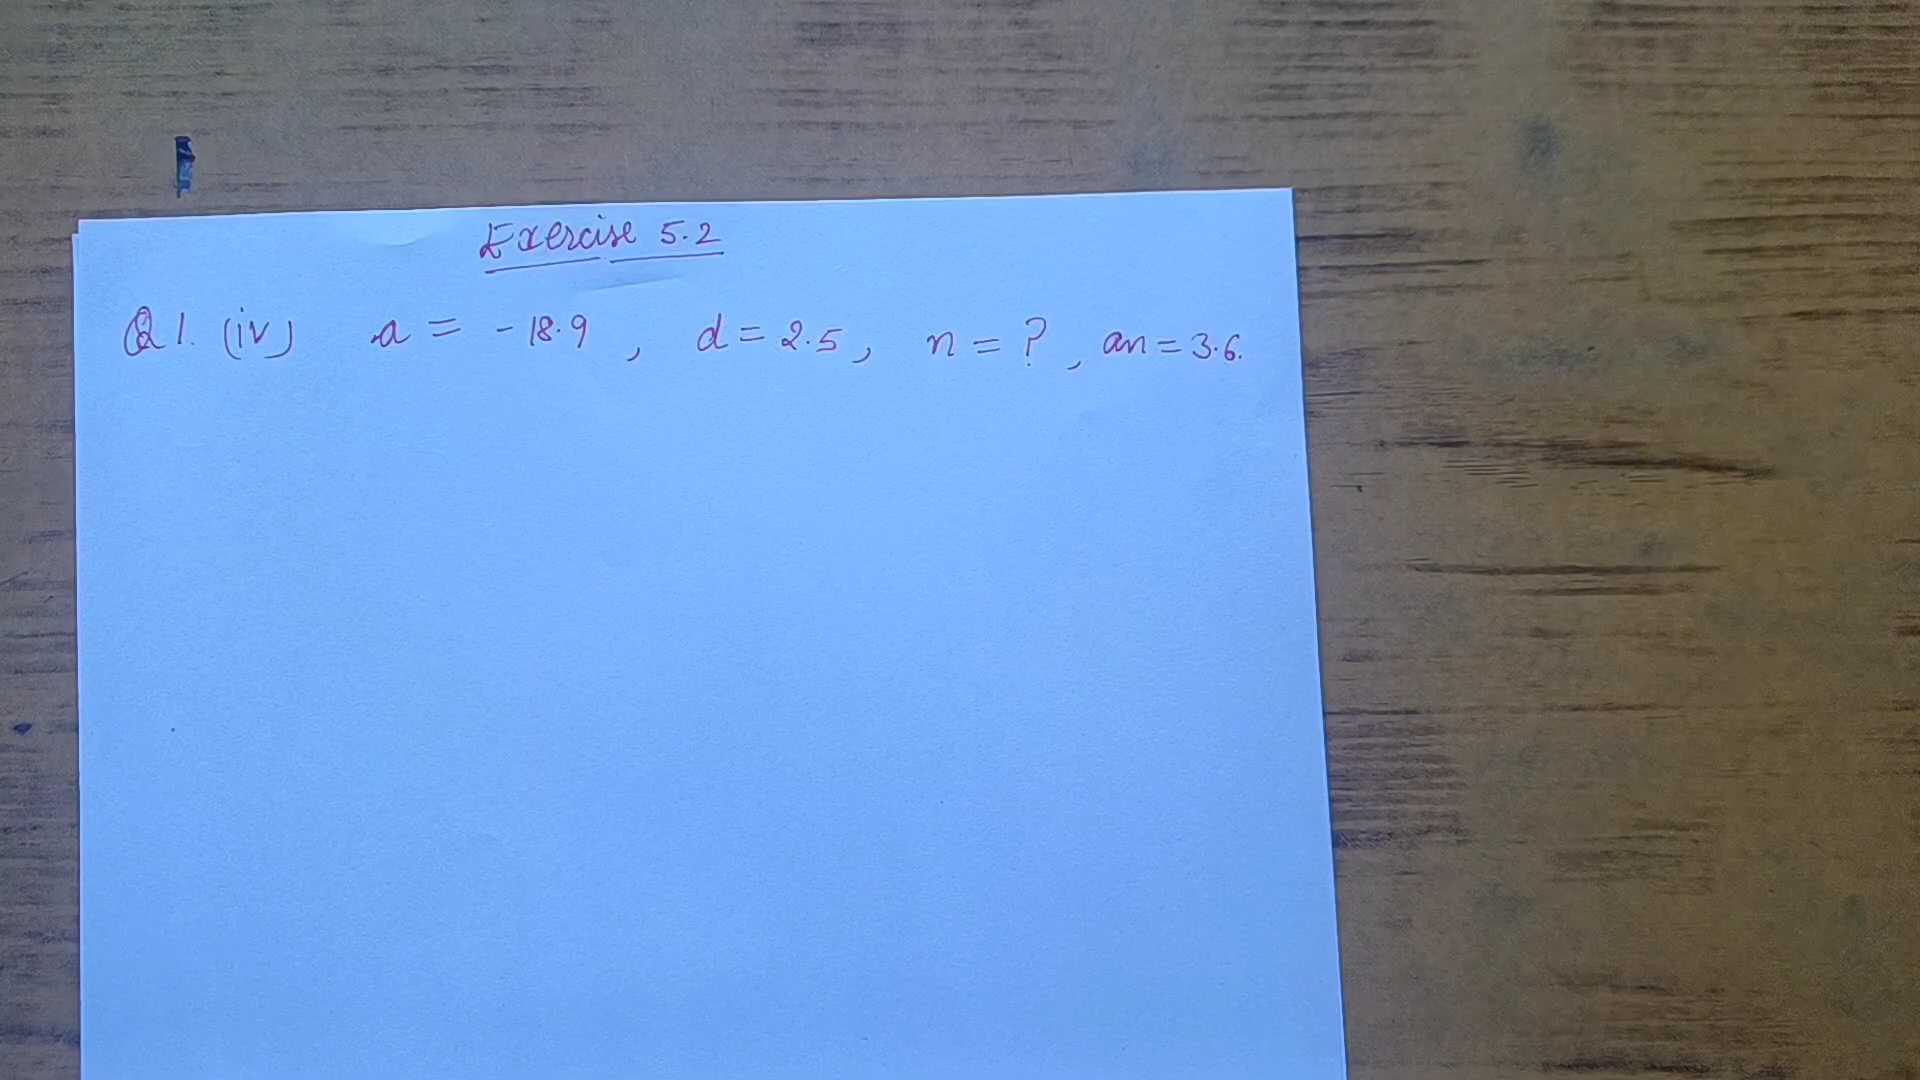 Exercise 5.2
Q1. (iv) a = -18.9, d = 2.5, n = ?, an = 3.6.